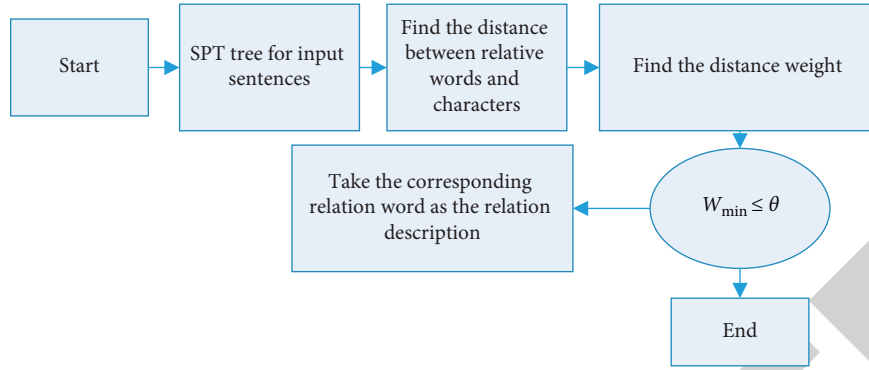 Start
SPT tree for input
sentences
Find the distance
between relative
words and
characters
Find the distance weight
Take the corresponding
relation word as the relation
description
W_min ≤ θ
End